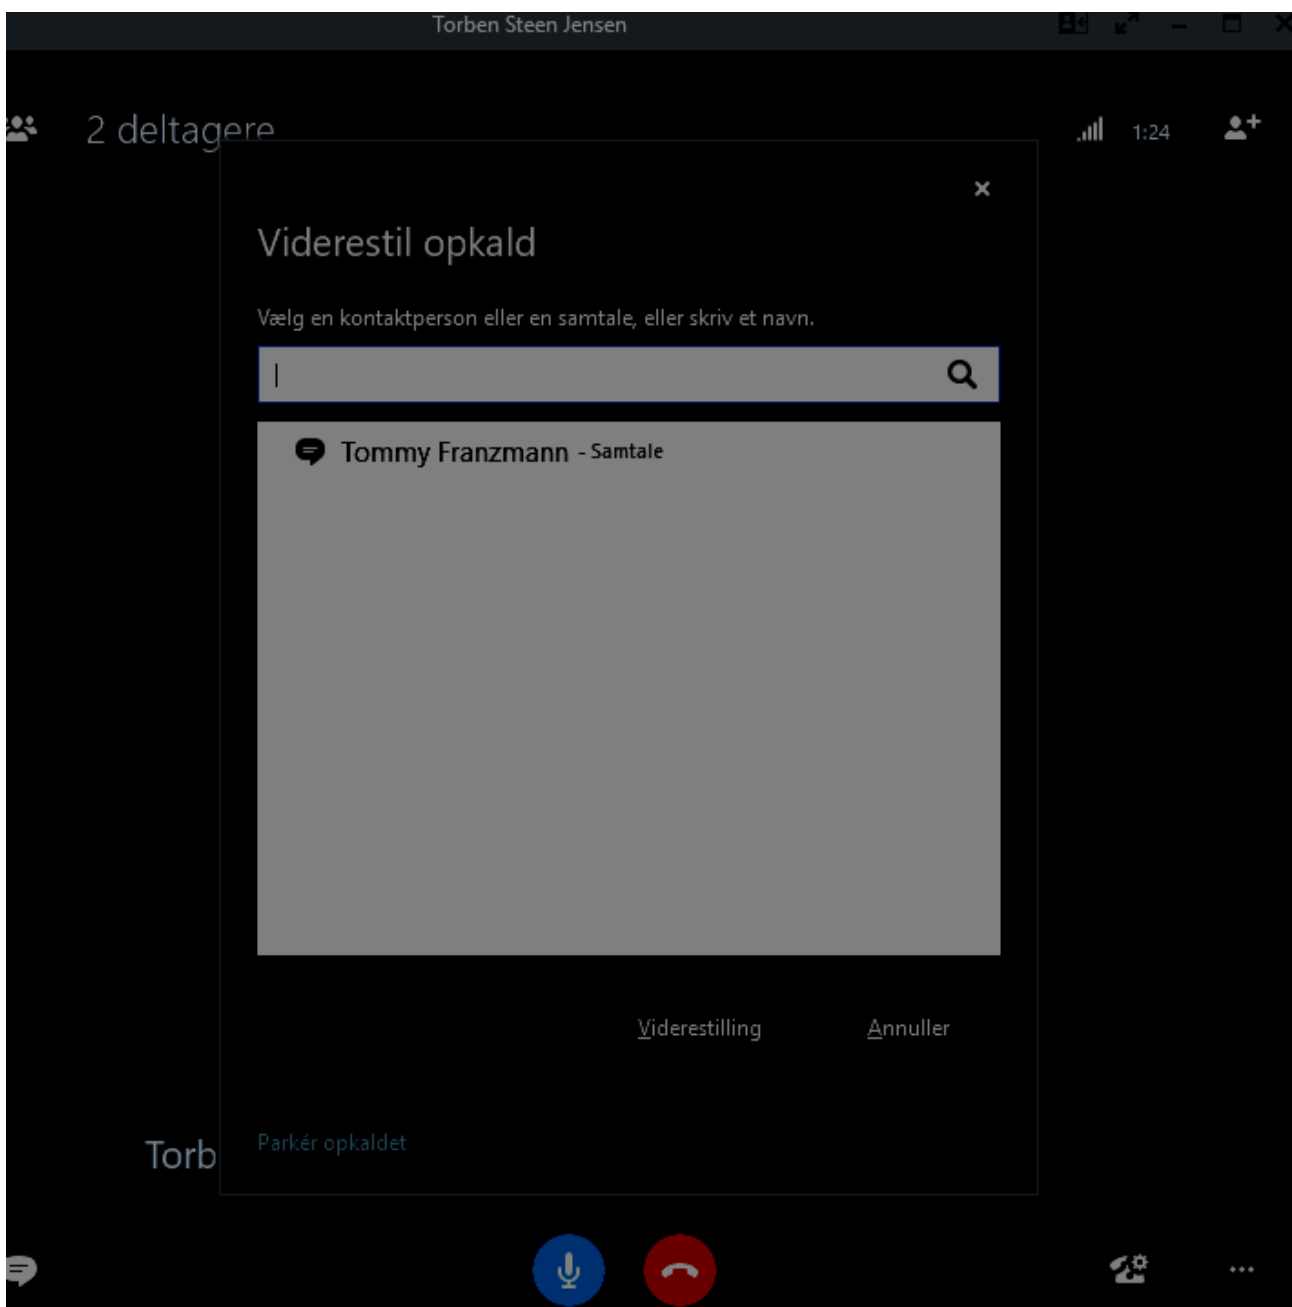 Torben Steen Jensen
2 deltagere
1:24
Viderestil opkald
Vælg en kontaktperson eller en samtale, eller skriv et navn.
Tommy Franzmann - Samtale
Viderestilling
Annuller
Parkér opkaldet
Torb